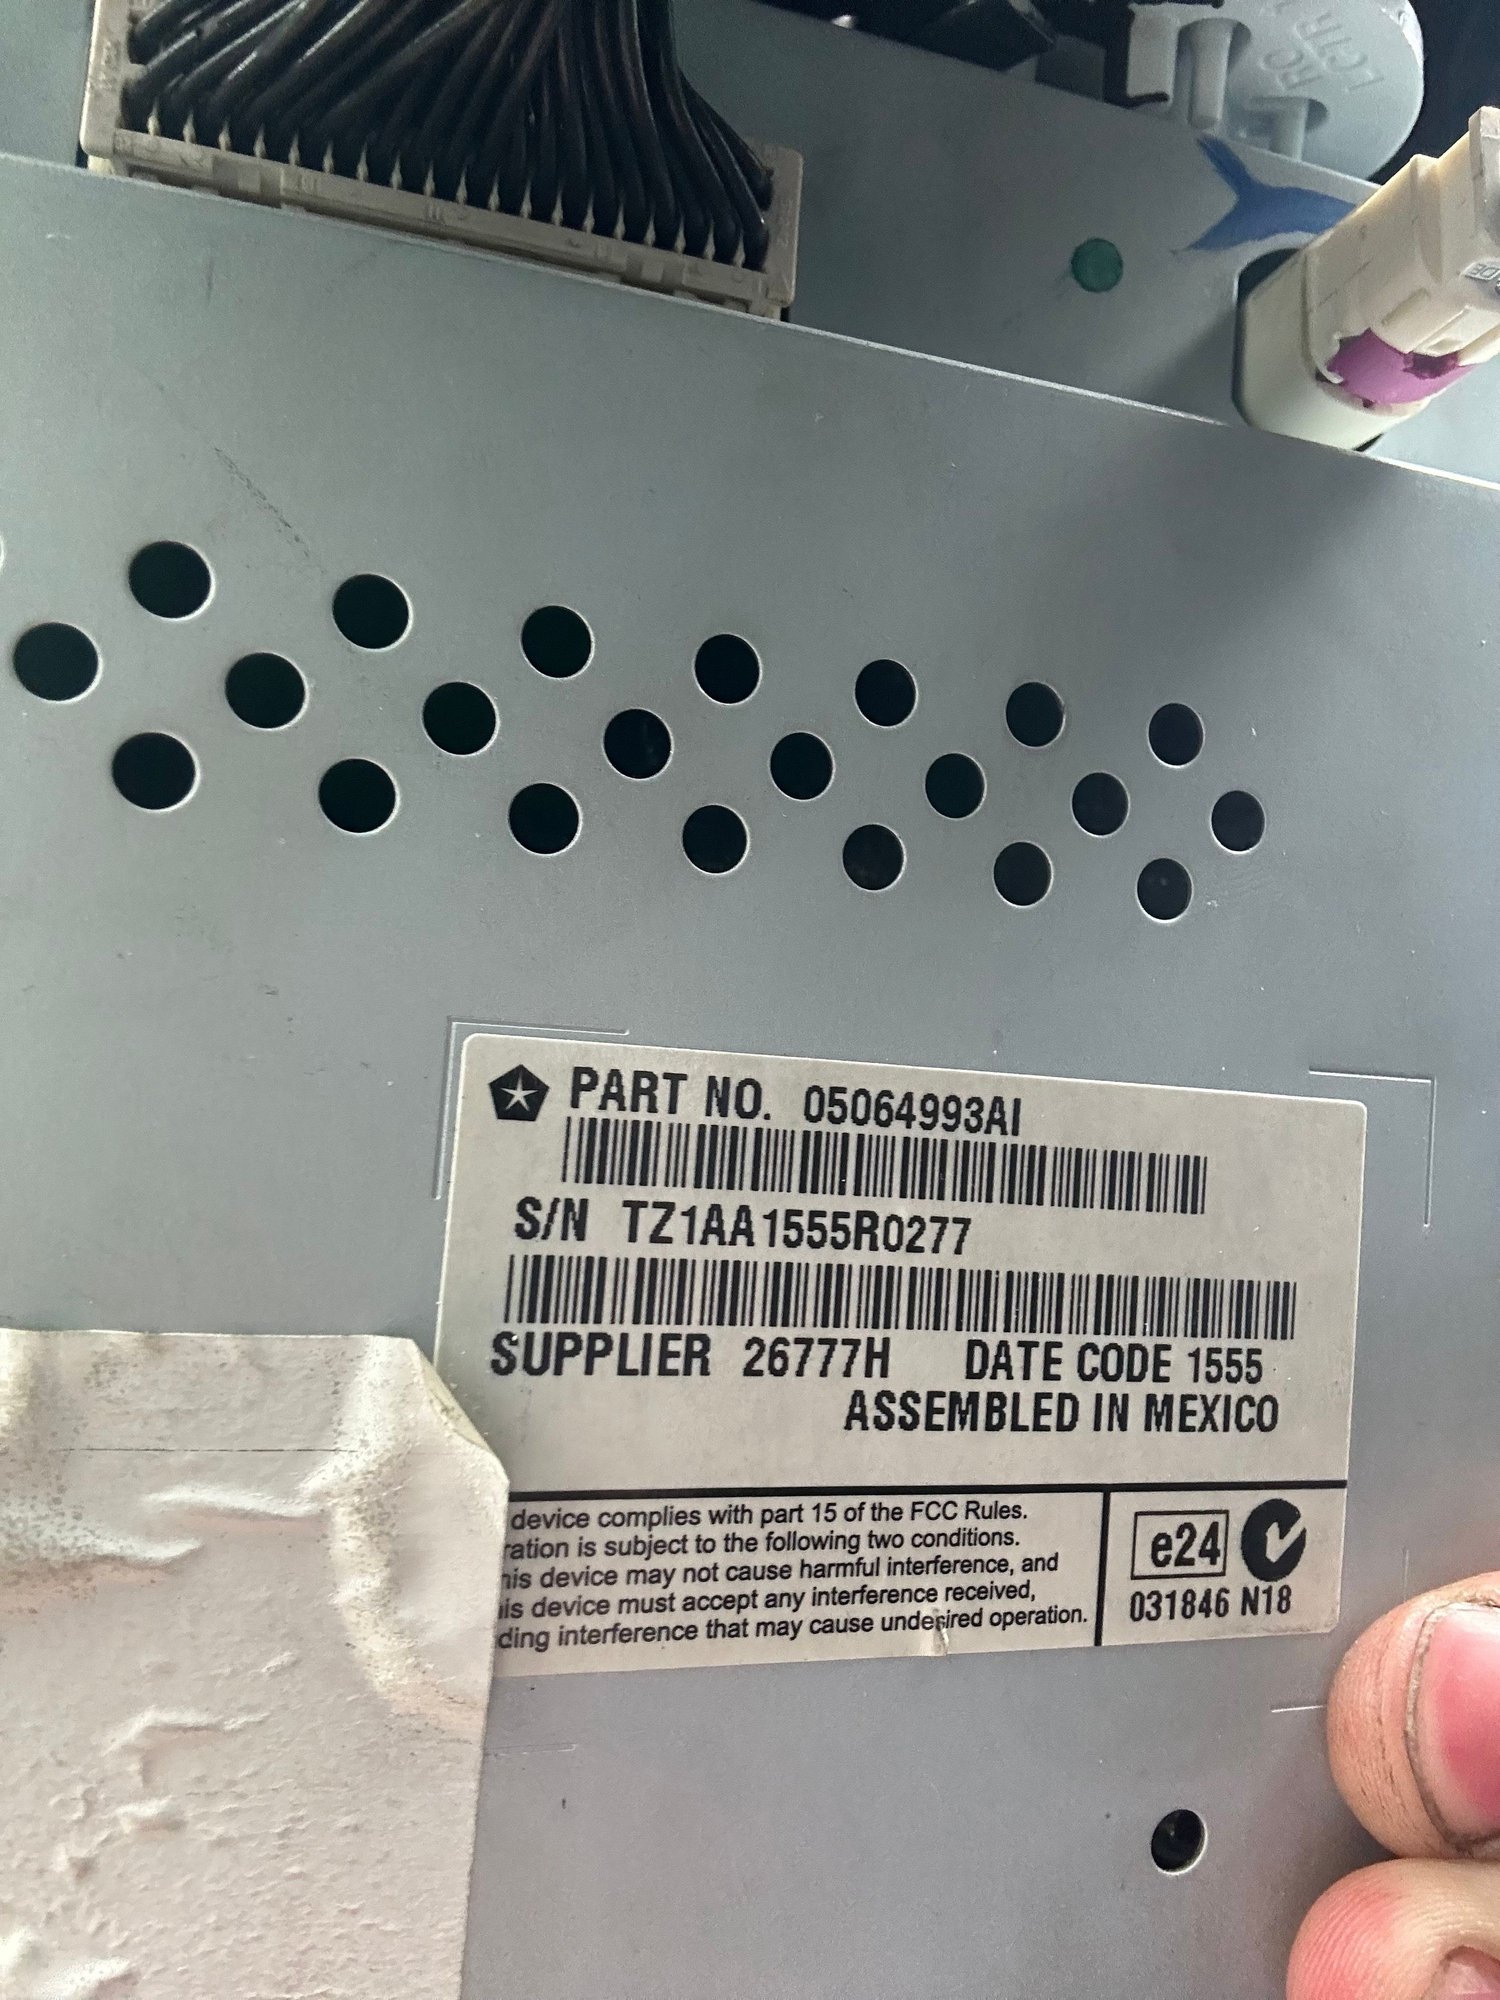 PART NO. 05064993AI
S/N TZ1AA1555R0277
SUPPLIER 26777H DATE CODE 1555
ASSEMBLED IN MEXICO
device complies with part 15 of the FCC Rules.
ration is subject to the following two conditions.
his device may not cause harmful interference, and
is device must accept any interference received,
ding interference that may cause undesired operation.
e24
031846 N18